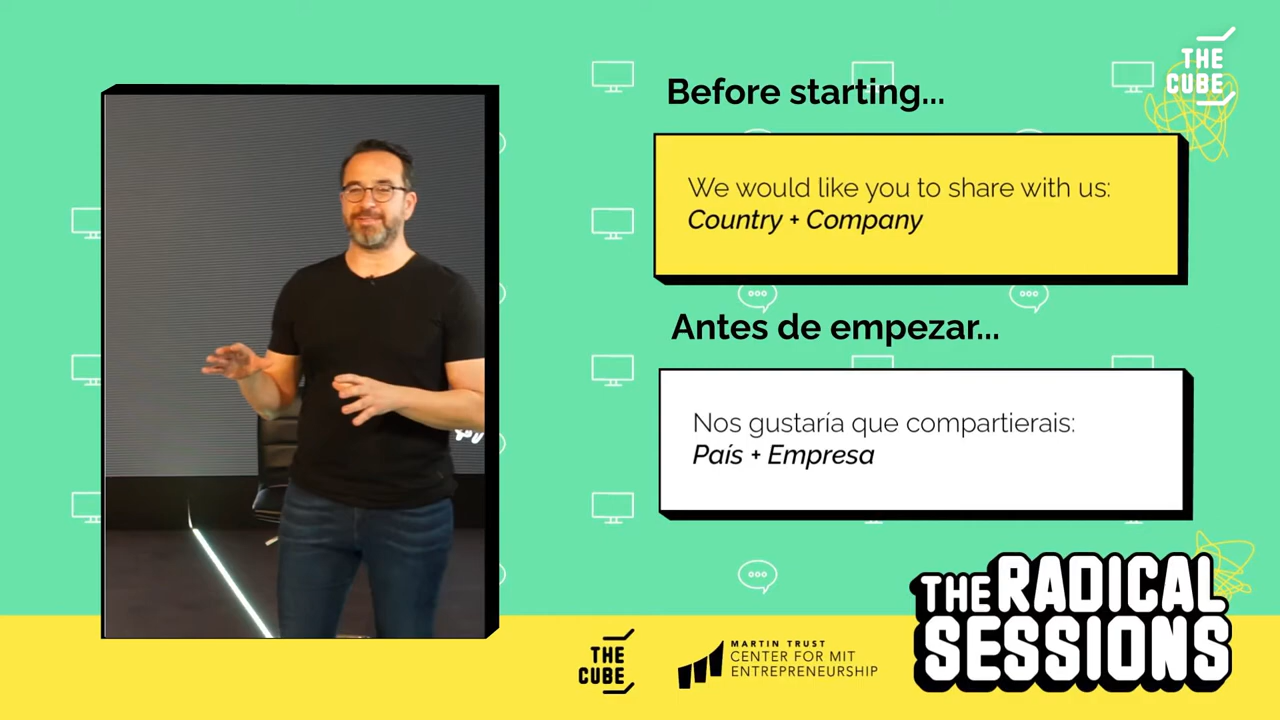 THE
CUBE
Before starting...
We would like you to share with us:
Country + Company
Antes de empezar...
Nos gustaría que compartierais:
País + Empresa
THE RADICAL
SESSIONS
THE
CUBE
MARTIN TRUST
CENTER FOR MIT
ENTREPRENEURSHIP